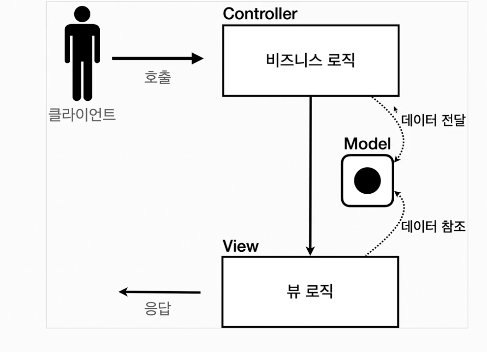 Controller
비즈니스 로직
호출
클라이언트
데이터 전달
Model
데이터 참조
View
뷰 로직
응답